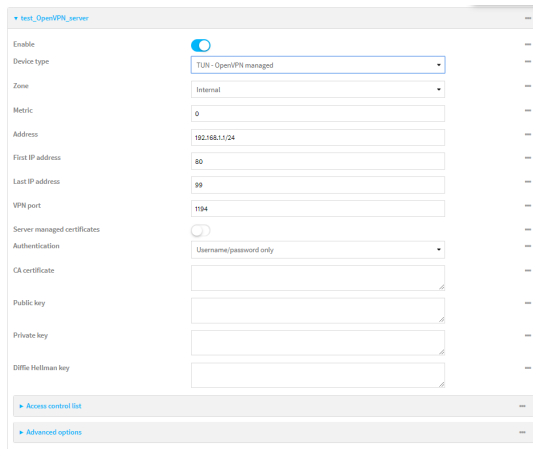 test_OpenVPN_server
Enable
Device type
TUN - OpenVPN managed
Zone
Internal
Metric
0
Address
192.168.1.1/24
First IP address
80
Last IP address
99
VPN port
1194
Server managed certificates
Authentication
Username/password only
CA certificate
Public key
Private key
Diffie Hellman key
Access control list
Advanced options